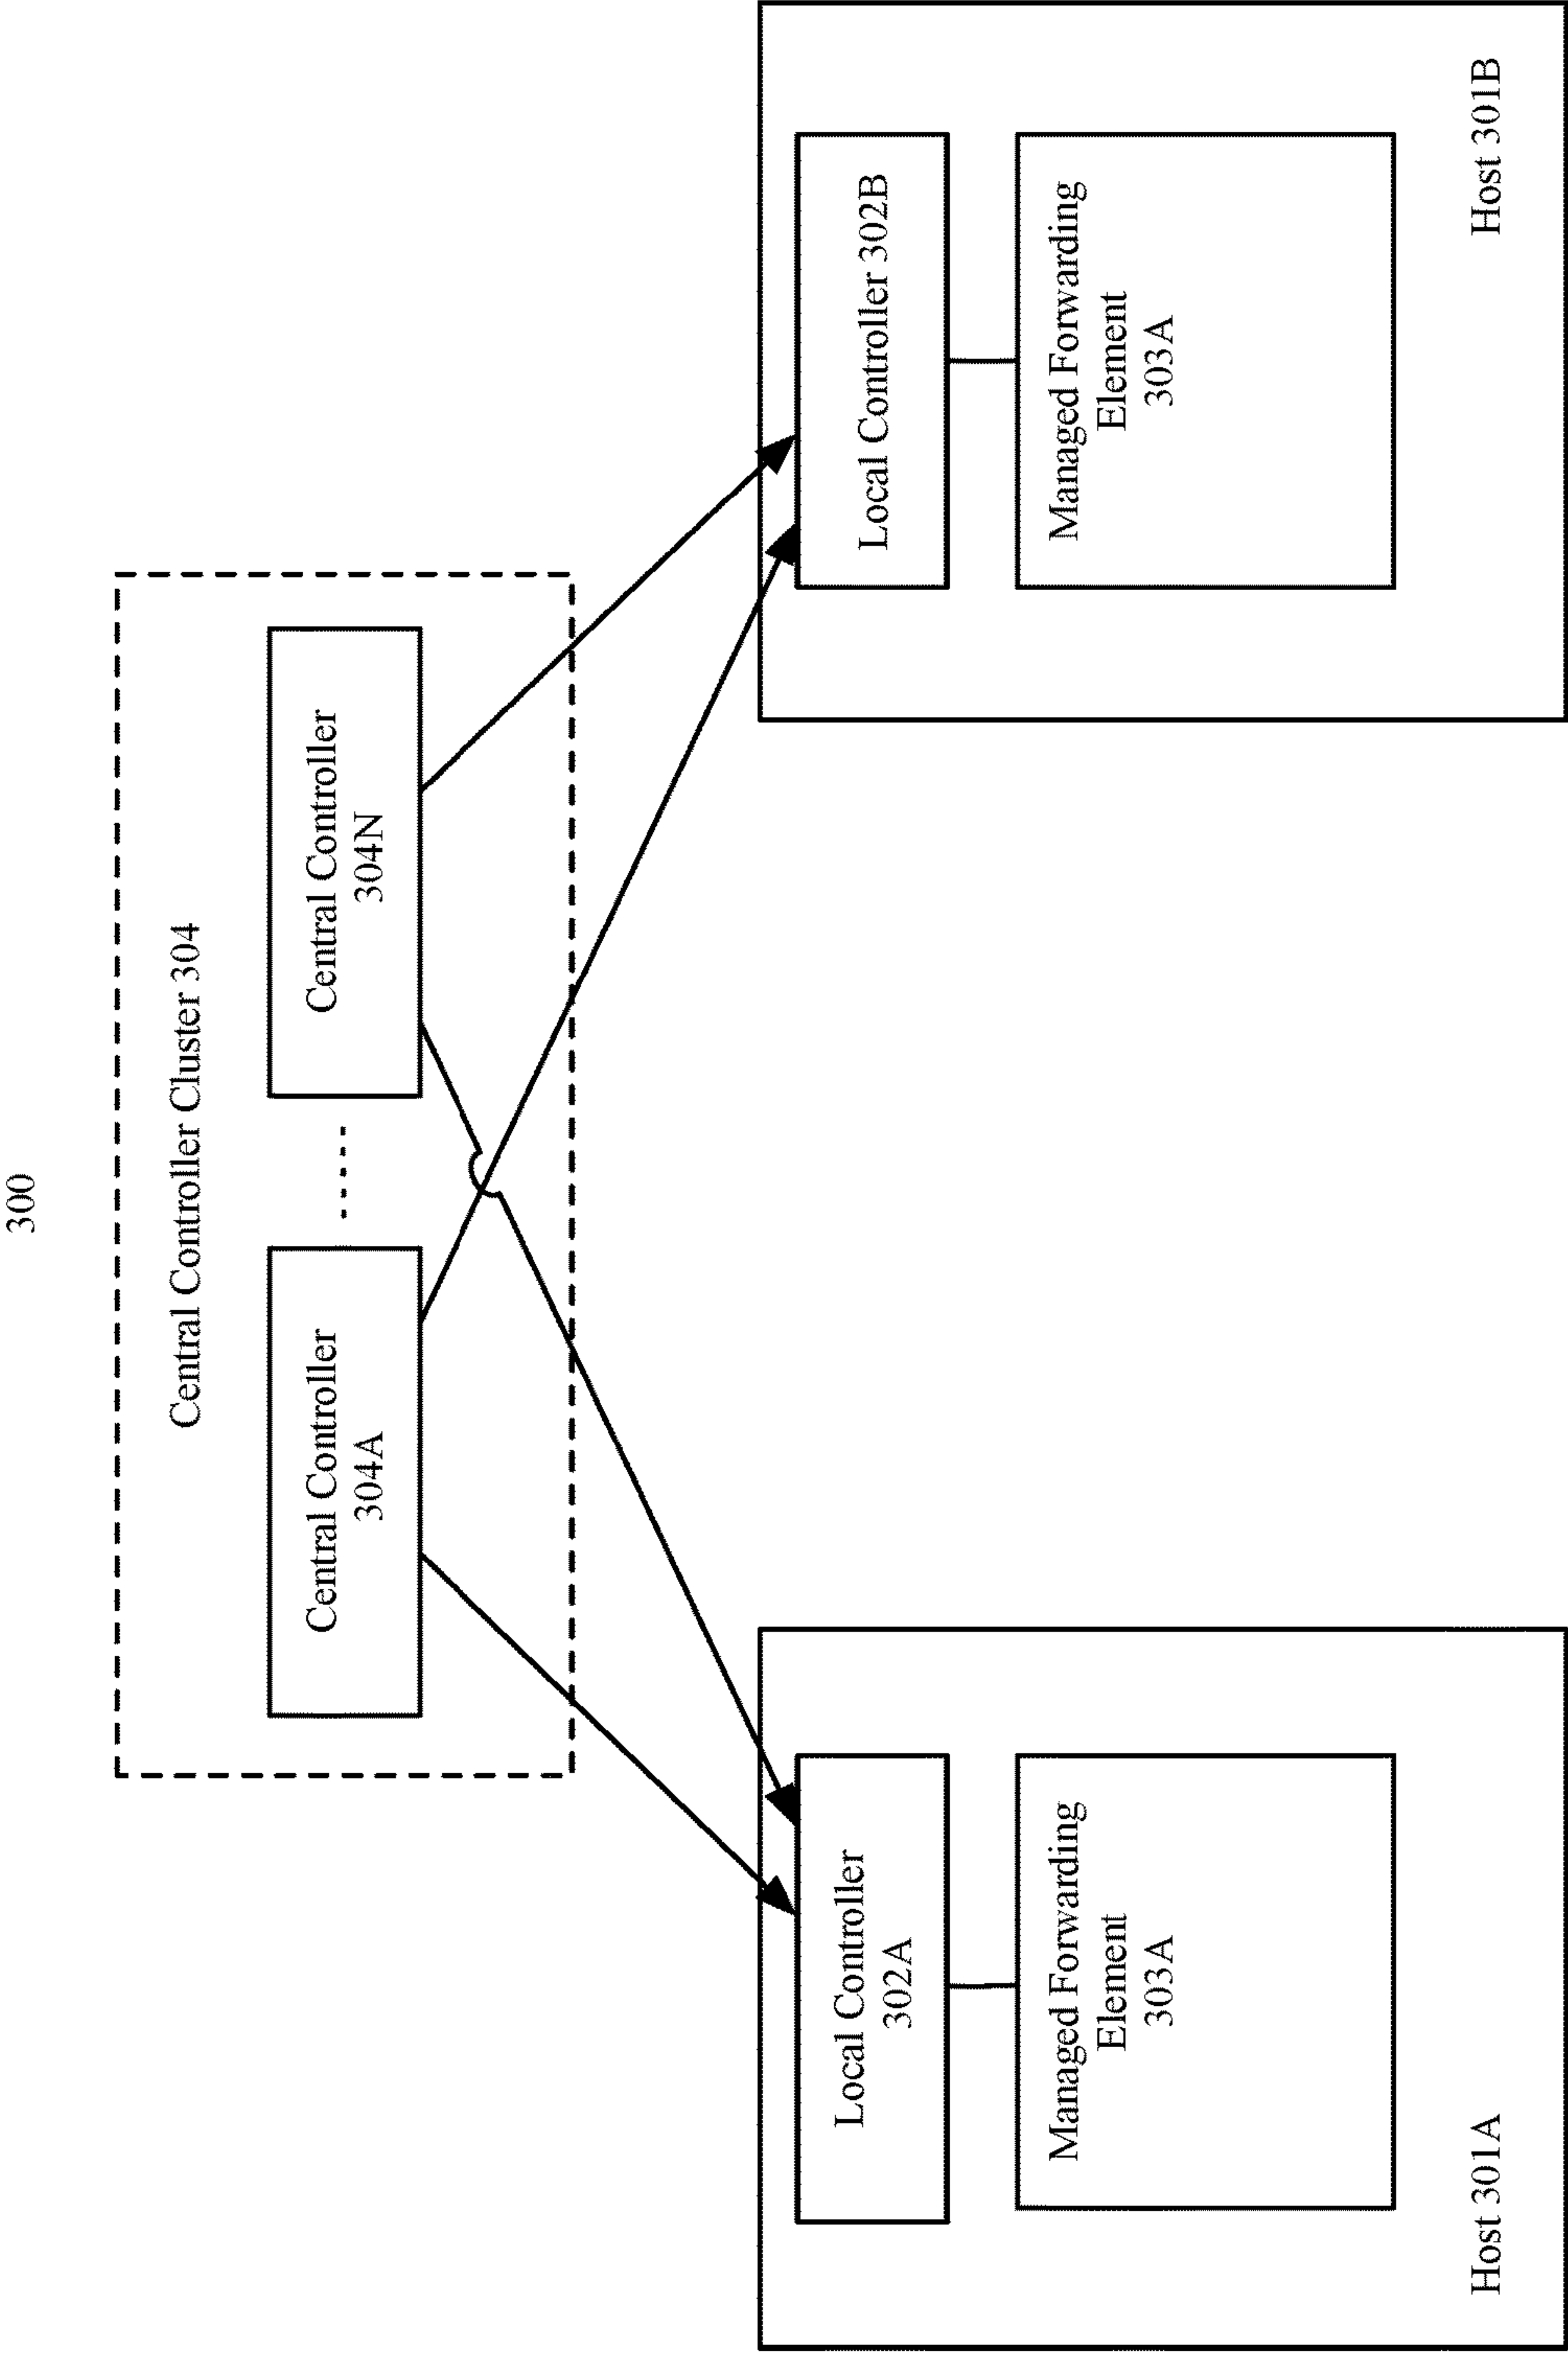 300
Central Controller Cluster 304
Central Controller
304A
Central Controller
304N
Local Controller
302A
Managed Forwarding
Element
303A
Host 301A
Local Controller 302B
Managed Forwarding
Element
303A
Host 301B